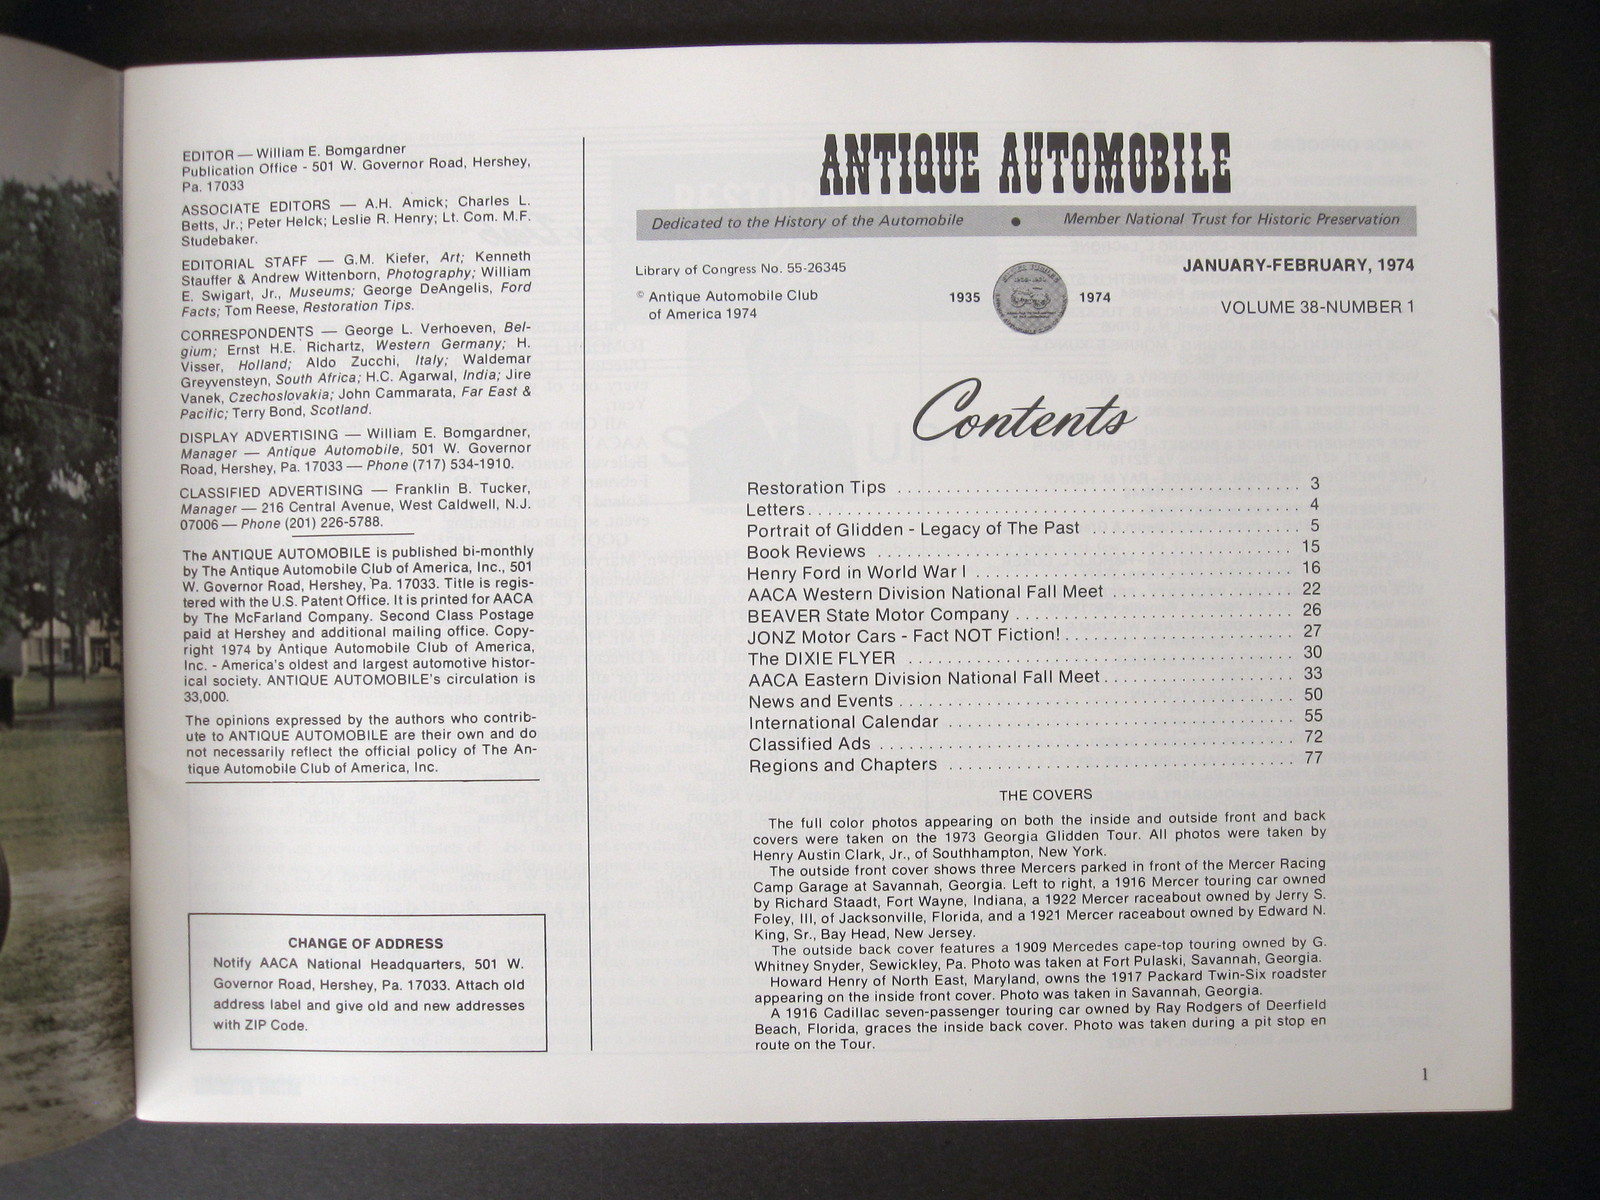 EDITOR — William E. Bomgardner
Publication Office - 501 W. Governor Road, Hershey,
Pa. 17033
ASSOCIATE EDITORS — A.H. Amick; Charles L.
Betts, Jr.; Peter Helck; Leslie R. Henry; Lt. Com. M.F.
Studebaker.
EDITORIAL STAFF — G.M. Kiefer, Art; Kenneth
Stauffer & Andrew Wittenborn, Photography; William
E. Swigart, Jr., Museums; George DeAngelis, Ford
Facts; Tom Reese, Restoration Tips.
CORRESPONDENTS — George L. Verhoeven, Bel-
gium; Ernst H.E. Richartz, Western Germany; H.
Visser, Holland; Aldo Zucchi, Italy; Waldemar
Greyvensteyn, South Africa; H.C. Agarwal, India; Jire
Vanek, Czechoslovakia; John Cammarata, Far East &
Pacific; Terry Bond, Scotland.
DISPLAY ADVERTISING — William E. Bomgardner,
Manager — Antique Automobile, 501 W. Governor
Road, Hershey, Pa. 17033 — Phone (717) 534-1910.
CLASSIFIED ADVERTISING — Franklin B. Tucker,
Manager — 216 Central Avenue, West Caldwell, N.J.
07006 — Phone (201) 226-5788.
The ANTIQUE AUTOMOBILE is published bi-monthly
by The Antique Automobile Club of America, Inc., 501
W. Governor Road, Hershey, Pa. 17033. Title is regis-
tered with the U.S. Patent Office. It is printed for AACA
by The McFarland Company. Second Class Postage
paid at Hershey and additional mailing office. Copy-
right 1974 by Antique Automobile Club of America,
Inc. - America's oldest and largest automotive histor-
ical society. ANTIQUE AUTOMOBILE's circulation is
33,000.
The opinions expressed by the authors who contrib-
ute to ANTIQUE AUTOMOBILE are their own and do
not necessarily reflect the official policy of The An-
tique Automobile Club of America, Inc.
CHANGE OF ADDRESS
Notify AACA National Headquarters, 501 W.
Governor Road, Hershey, Pa. 17033. Attach old
address label and give old and new addresses
with ZIP Code.
ANTIQUE AUTOMOBILE
Dedicated to the History of the Automobile • Member National Trust for Historic Preservation
Library of Congress No. 55-26345
© Antique Automobile Club
of America 1974
1935 1974
JANUARY-FEBRUARY, 1974
VOLUME 38-NUMBER 1
Contents
Restoration Tips 3
Letters 4
Portrait of Glidden - Legacy of The Past 5
Book Reviews 15
Henry Ford in World War I 16
AACA Western Division National Fall Meet 22
BEAVER State Motor Company 26
JONZ Motor Cars - Fact NOT Fiction! 27
The DIXIE FLYER 30
AACA Eastern Division National Fall Meet 33
News and Events 50
International Calendar 55
Classified Ads 72
Regions and Chapters 77
THE COVERS
The full color photos appearing on both the inside and outside front and back
covers were taken on the 1973 Georgia Glidden Tour. All photos were taken by
Henry Austin Clark, Jr., of Southhampton, New York.
The outside front cover shows three Mercers parked in front of the Mercer Racing
Camp Garage at Savannah, Georgia. Left to right, a 1916 Mercer touring car owned
by Richard Staadt, Fort Wayne, Indiana, a 1922 Mercer raceabout owned by Jerry S.
Foley, III, of Jacksonville, Florida, and a 1921 Mercer raceabout owned by Edward N.
King, Sr., Bay Head, New Jersey.
The outside back cover features a 1909 Mercedes cape-top touring owned by G.
Whitney Snyder, Sewickley, Pa. Photo was taken at Fort Pulaski, Savannah, Georgia.
Howard Henry of North East, Maryland, owns the 1917 Packard Twin-Six roadster
appearing on the inside front cover. Photo was taken in Savannah, Georgia.
A 1916 Cadillac seven-passenger touring car owned by Ray Rodgers of Deerfield
Beach, Florida, graces the inside back cover. Photo was taken during a pit stop en
route on the Tour.
1